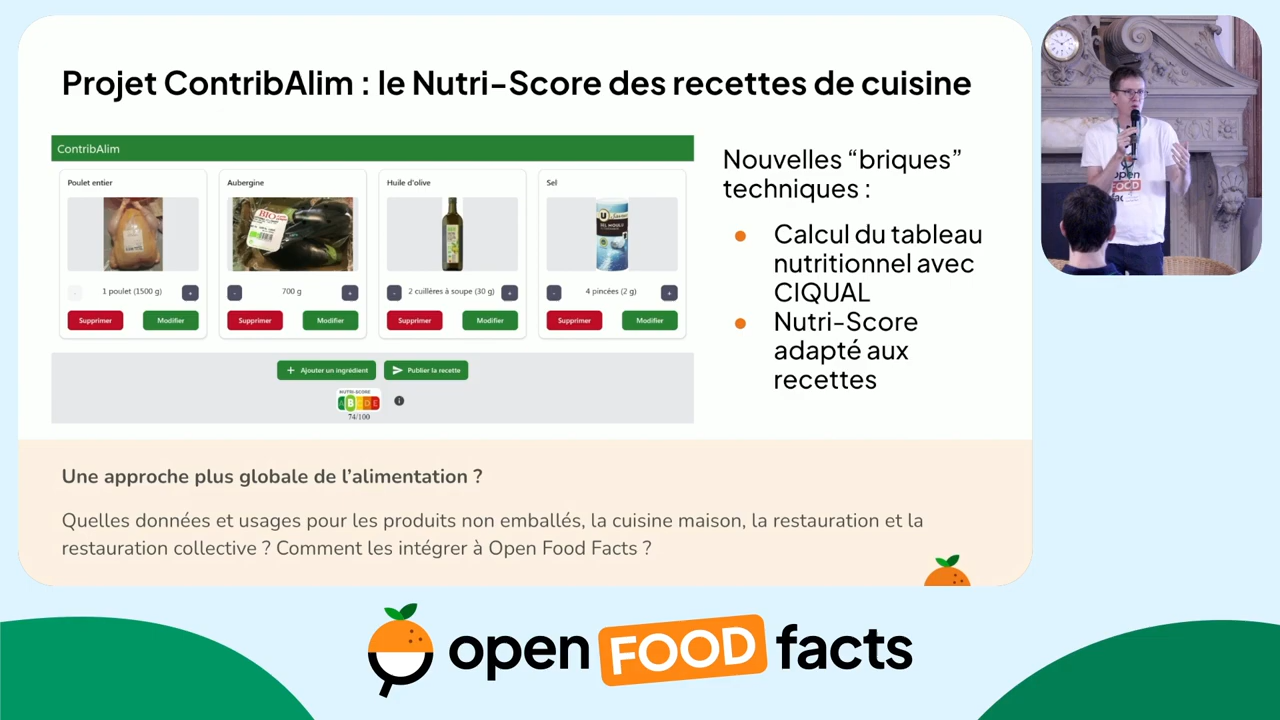 Projet ContribAlim : le Nutri-Score des recettes de cuisine
ContribAlim
Poulet entier
Aubergine
Huile d'olive
Sel
BIO
U
- 1 poulet (1500 g) +
- 700 g +
- 2 cuillères à soupe (30 g) +
- 4 pincées (2 g) +
Supprimer Modifier
Supprimer Modifier
Supprimer Modifier
Supprimer Modifier
+ Ajouter un ingrédient
Publier la recette
NUTRI-SCORE
A B C D E
74/100
Nouvelles “briques”
techniques :
● Calcul du tableau
nutritionnel avec
CIQUAL
● Nutri-Score
adapté aux
recettes
Une approche plus globale de l’alimentation ?
Quelles données et usages pour les produits non emballés, la cuisine maison, la restauration et la
restauration collective ? Comment les intégrer à Open Food Facts ?
open
FOOD
open FOOD facts